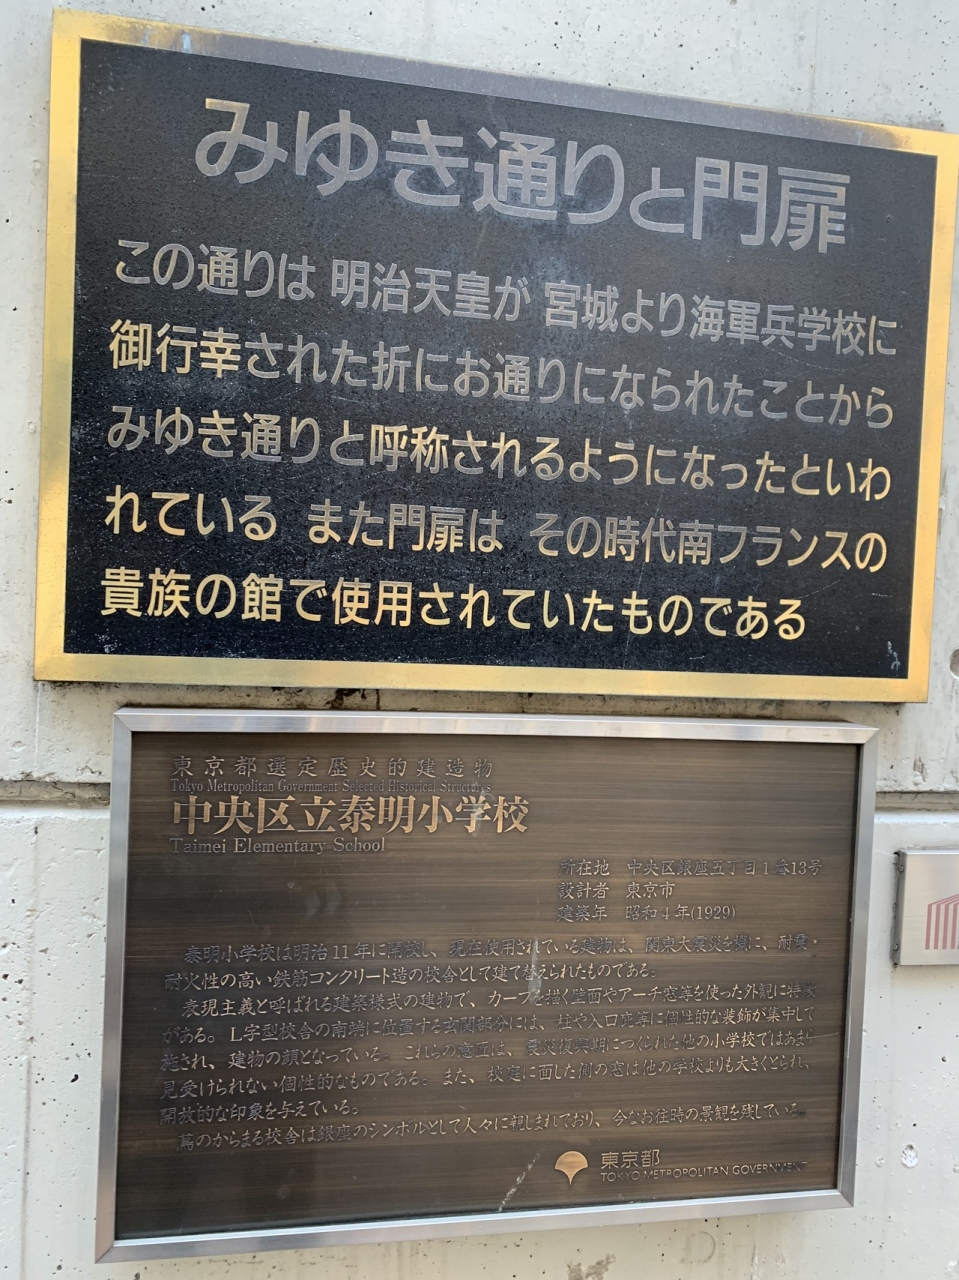 みゆき通りと門扉
この通りは 明治天皇が 宮城より海軍兵学校に
御行幸された折にお通りになられたことから
みゆき通りと呼称されるようになったといわ
れている また門扉は その時代南フランスの
貴族の館で使用されていたものである
東京都選定歴史的建造物
Tokyo Metropolitan Government Selected Historical Structures
中央区立泰明小学校
Taimei Elementary School
所在地 中央区銀座五丁目1番13号
設計者 東京市
建築年 昭和4年(1929)
泰明小学校は明治11年に開校し、現在使用されている建物は、関東大震災を機に、耐震・
耐火性の高い鉄筋コンクリート造の校舎として建て替えられたものである。
表現主義と呼ばれる建築様式の建物で、カーブを描く壁面やアーチ窓等を使った外観に特徴
がある。L字型校舎の南端に位置する玄関部分には、柱や入口庇等に個性的な装飾が集中して
施され、建物の顔となっている。これらの意匠は、震災復興期につくられた他の小学校ではあまり
見受けられない個性的なものである。また、校庭に面した側の窓は他の学校よりも大きくとられ、
開放的な印象を与えている。
蔦のからまる校舎は銀座のシンボルとして人々に親しまれており、今なお往時の景観を残している。
東京都
TOKYO METROPOLITAN GOVERNMENT